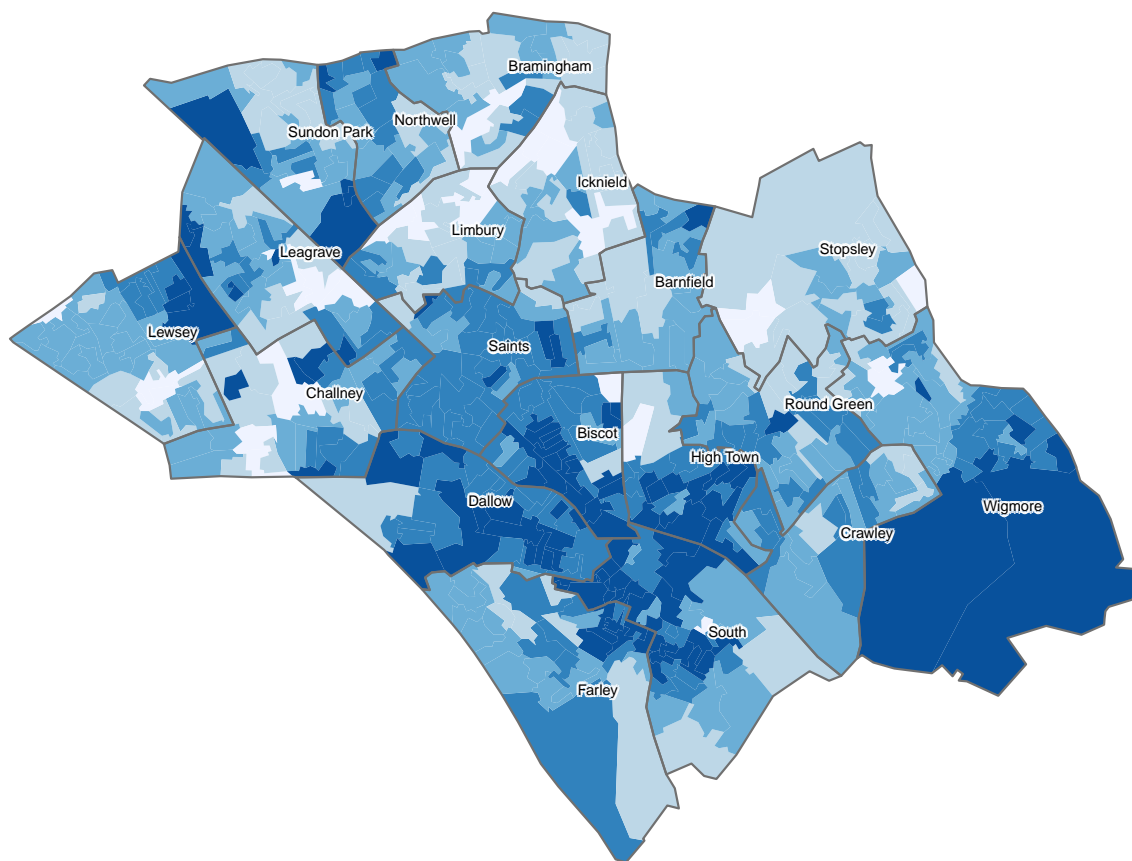 Bramingham
Northwell
Sundon Park
Icknield
Limbury
Stopsley
Leagrave
Barnfield
Lewsey
Saints
Challney
Round Green
Biscot
High Town
Dallow
Wigmore
Crawley
South
Farley